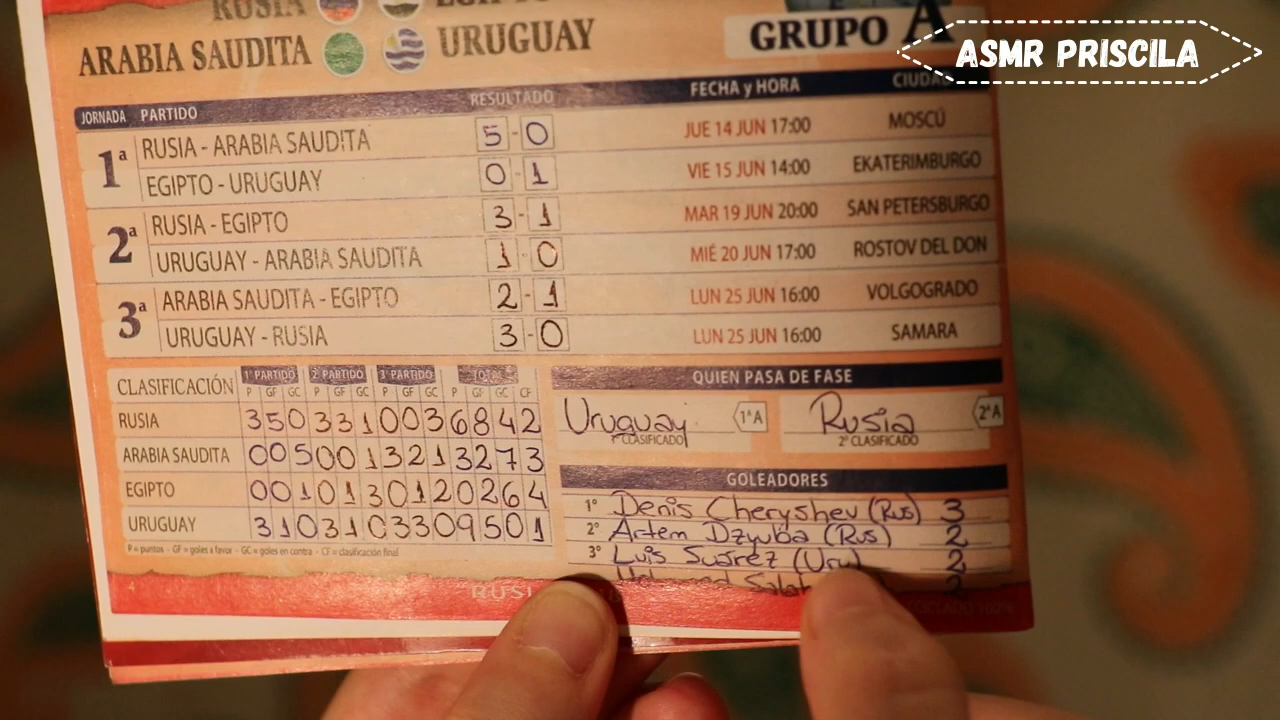 RUSIA
ARABIA SAUDITA URUGUAY GRUPO A
ASMR PRISCILA
JORNADA PARTIDO RESULTADO FECHA y HORA CIUDAD
1ª RUSIA - ARABIA SAUDITA 5 - 0 JUE 14 JUN 17:00 MOSCÚ
EGIPTO - URUGUAY 0 - 1 VIE 15 JUN 14:00 EKATERIMBURGO
2ª RUSIA - EGIPTO 3 - 1 MAR 19 JUN 20:00 SAN PETERSBURGO
URUGUAY - ARABIA SAUDITA 1 - 0 MIÉ 20 JUN 17:00 ROSTOV DEL DON
3ª ARABIA SAUDITA - EGIPTO 2 - 1 LUN 25 JUN 16:00 VOLGOGRADO
URUGUAY - RUSIA 3 - 0 LUN 25 JUN 16:00 SAMARA
CLASIFICACIÓN 1º PARTIDO 2º PARTIDO 3º PARTIDO TOTAL
P GF GC P GF GC P GF GC P GF GC CF
RUSIA 3 5 0 3 3 1 0 0 3 6 8 4 2
ARABIA SAUDITA 0 0 5 0 0 1 3 2 1 3 2 7 3
EGIPTO 0 0 1 0 1 3 0 1 2 0 2 6 4
URUGUAY 3 1 0 3 1 0 3 3 0 9 5 0 1
P = puntos - GF = goles a favor - GC = goles en contra - CF = clasificación final
QUIEN PASA DE FASE
Uruguay 1ºA Rusia 2ºA
1º CLASIFICADO 2º CLASIFICADO
GOLEADORES
1º Denis Cheryshev (Rus) 3
2º Artem Dzyuba (Rus) 2
3º Luis Suárez (Uru) 2
2
4